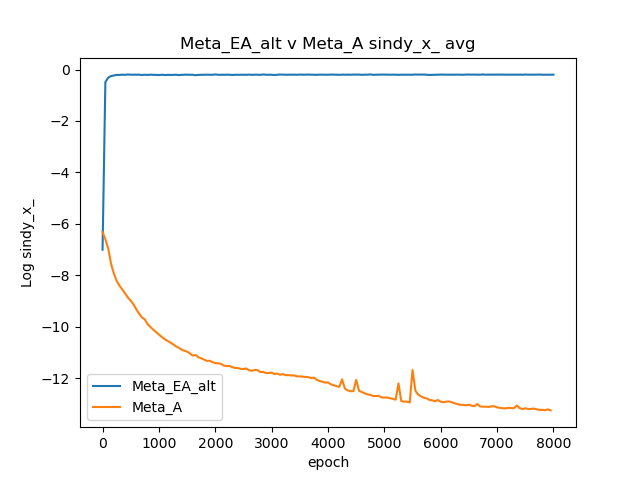 Meta_EA_alt v Meta_A sindy_x_ avg
0
−2
−4
−6
−8
−10
−12
Log sindy_x_
Meta_EA_alt
Meta_A
0 1000 2000 3000 4000 5000 6000 7000 8000
epoch